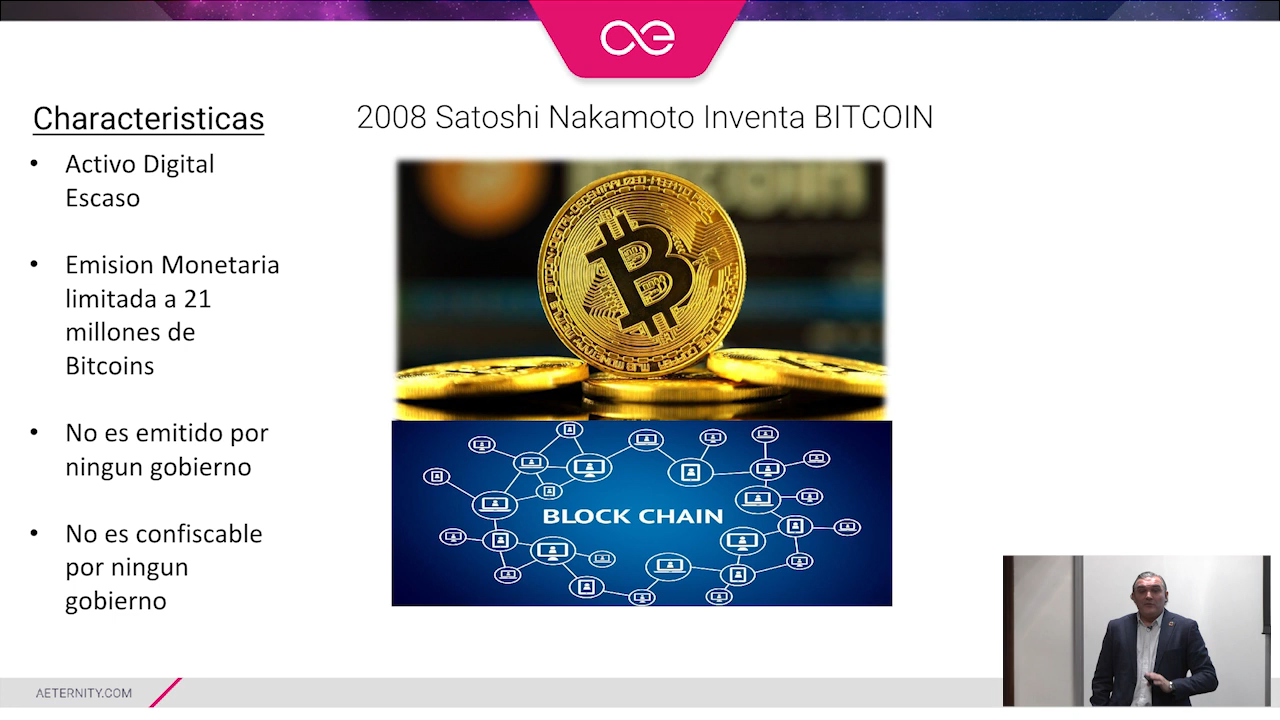 Characteristicas
2008 Satoshi Nakamoto Inventa BITCOIN
• Activo Digital
Escaso
• Emision Monetaria
limitada a 21
millones de
Bitcoins
• No es emitido por
ningun gobierno
• No es confiscable
por ningun
gobierno
BLOCK CHAIN
AETERNITY.COM